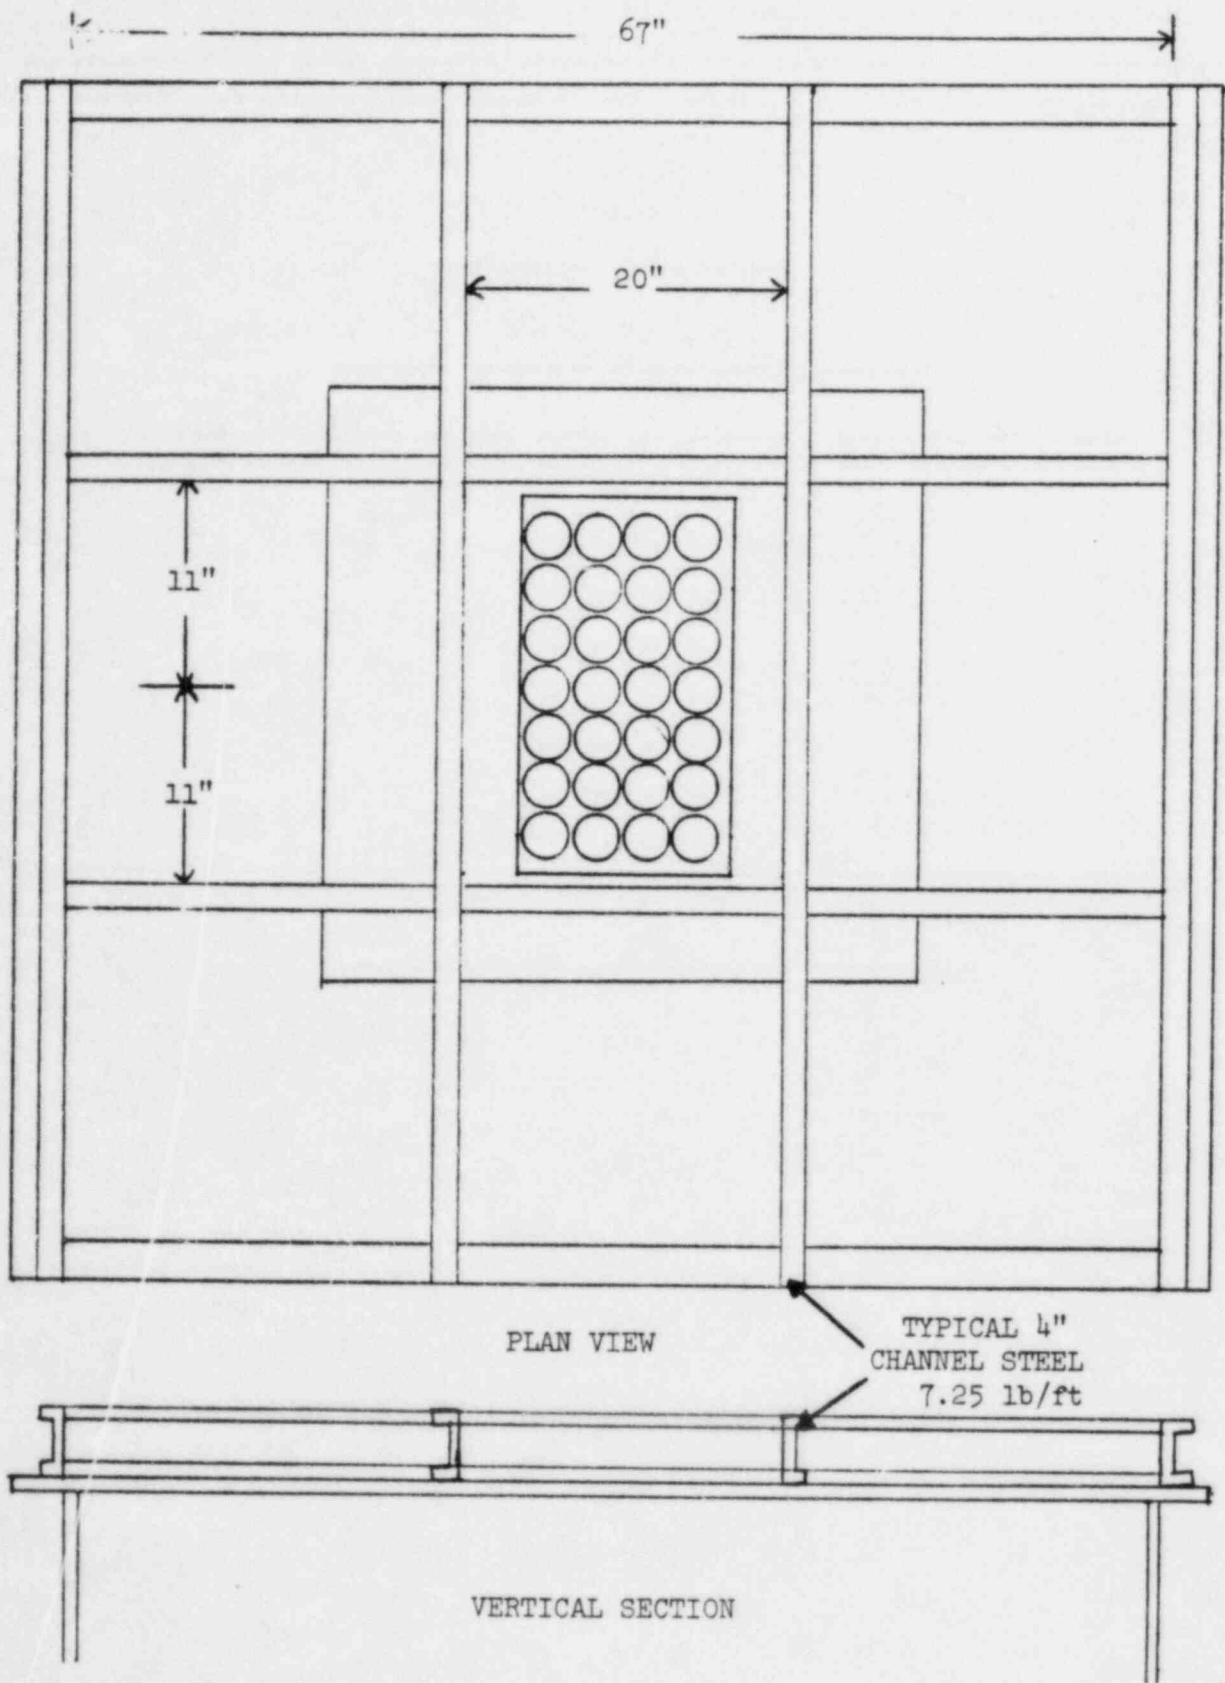 67"
20"
11"
11"
PLAN VIEW
TYPICAL 4"
CHANNEL STEEL
7.25 lb/ft
VERTICAL SECTION